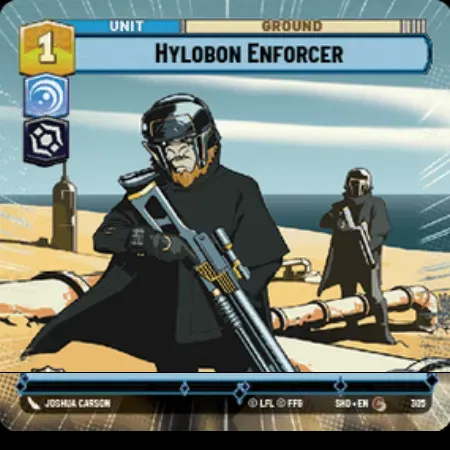 UNIT GROUND
1
HYLOBON ENFORCER
JOSHUA CARSON © LFL © FFG SHD • EN 305